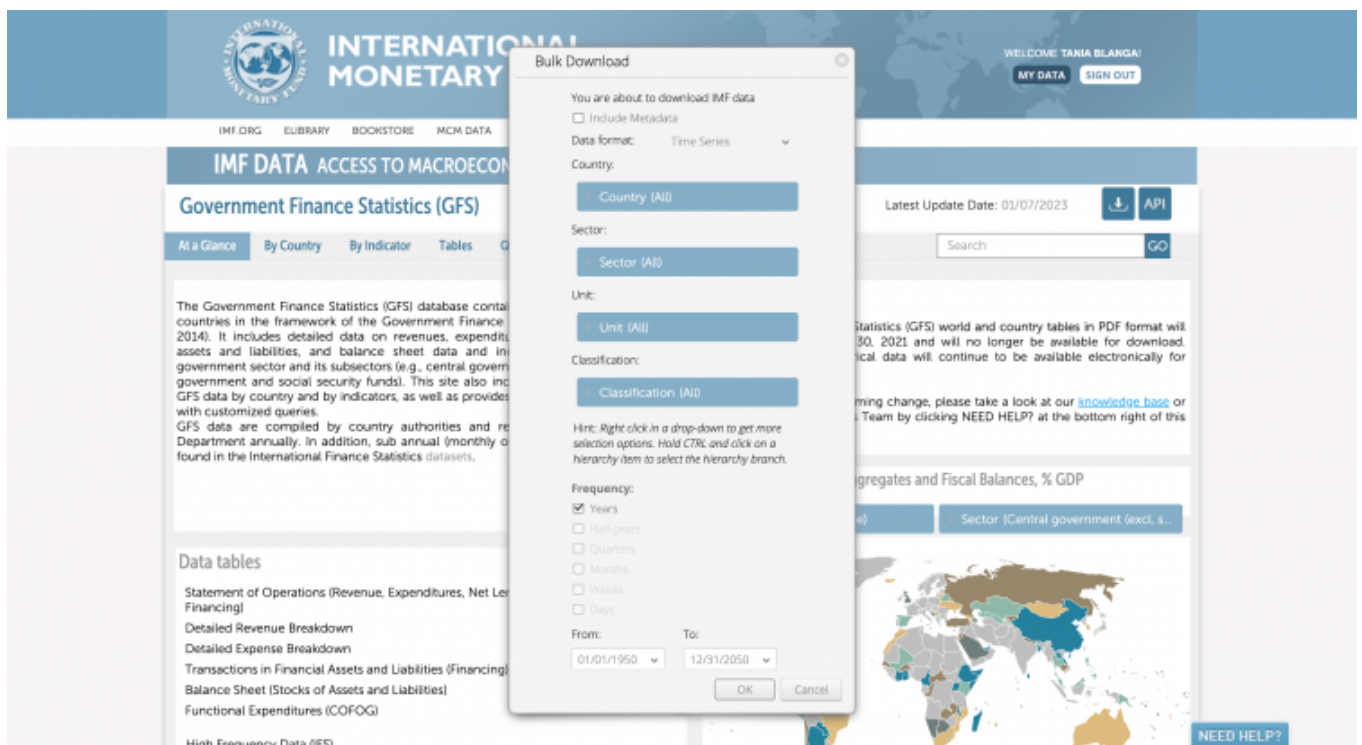 INTERNATIONAL
MONETARY
WELCOME TANIA BLANGA!
MY DATA SIGN OUT
IMF.ORG ELIBRARY BOOKSTORE MCM DATA
IMF DATA ACCESS TO MACROECON
Government Finance Statistics (GFS)
Latest Update Date: 01/07/2023
API
At a Glance By Country By Indicator Tables Q
Search GO
The Government Finance Statistics (GFS) database contai
countries in the framework of the Government Finance
2014). It includes detailed data on revenues, expenditu
assets and liabilities, and balance sheet data and in
government sector and its subsectors (e.g., central govern
government and social security funds). This site also inc
GFS data by country and by indicators, as well as provides
with customized queries.
GFS data are compiled by country authorities and re
Department annually. In addition, sub annual (monthly o
found in the International Finance Statistics datasets.
Data tables
Statement of Operations (Revenue, Expenditures, Net Le
Financing)
Detailed Revenue Breakdown
Detailed Expense Breakdown
Transactions in Financial Assets and Liabilities (Financing)
Balance Sheet (Stocks of Assets and Liabilities)
Functional Expenditures (COFOG)
High Frequency Data (IFS)
Bulk Download
You are about to download IMF data
Include Metadata
Data format: Time Series
Country:
Country (All)
Sector:
Sector (All)
Unit:
Unit (All)
Classification:
Classification (All)
Hint: Right click in a drop-down to get more
selection options. Hold CTRL and click on a
hierarchy item to select the hierarchy branch.
Frequency:
Years
Half-years
Quarters
Months
Weeks
Days
From: To:
01/01/1950 12/31/2050
OK Cancel
Statistics (GFS) world and country tables in PDF format will
30, 2021 and will no longer be available for download.
ical data will continue to be available electronically for
ming change, please take a look at our knowledge base or
Team by clicking NEED HELP? at the bottom right of this
gregates and Fiscal Balances, % GDP
e) Sector (Central government (excl. s...
NEED HELP?